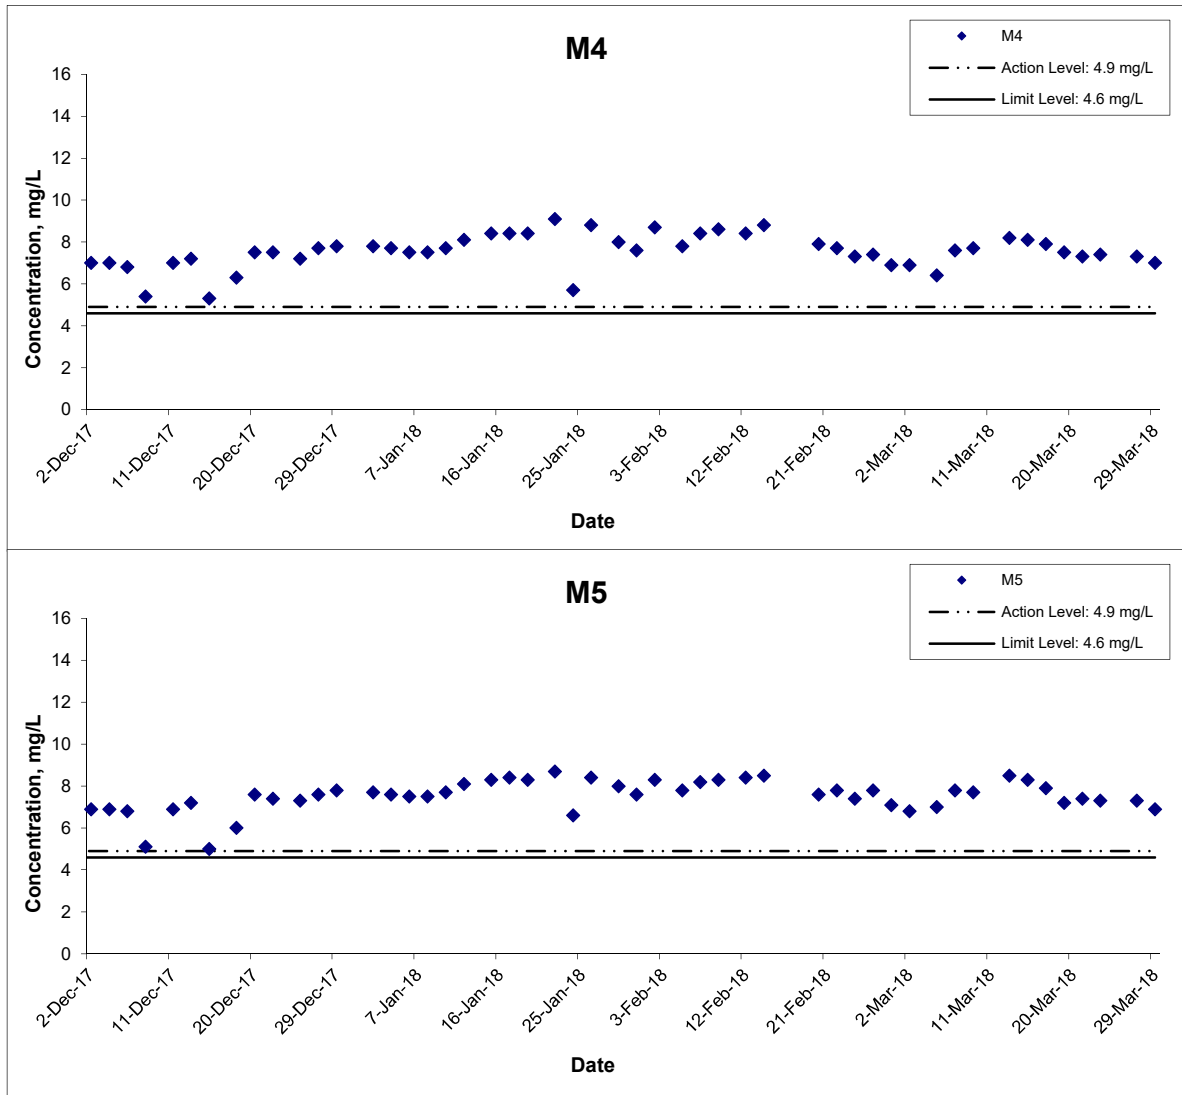 M4
M4
Action Level: 4.9 mg/L
Limit Level: 4.6 mg/L
16
14
12
10
8
6
4
2
0
Concentration, mg/L
2-Dec-17
11-Dec-17
20-Dec-17
29-Dec-17
7-Jan-18
16-Jan-18
25-Jan-18
3-Feb-18
12-Feb-18
21-Feb-18
2-Mar-18
11-Mar-18
20-Mar-18
29-Mar-18
Date
M5
M5
Action Level: 4.9 mg/L
Limit Level: 4.6 mg/L
16
14
12
10
8
6
4
2
0
Concentration, mg/L
2-Dec-17
11-Dec-17
20-Dec-17
29-Dec-17
7-Jan-18
16-Jan-18
25-Jan-18
3-Feb-18
12-Feb-18
21-Feb-18
2-Mar-18
11-Mar-18
20-Mar-18
29-Mar-18
Date